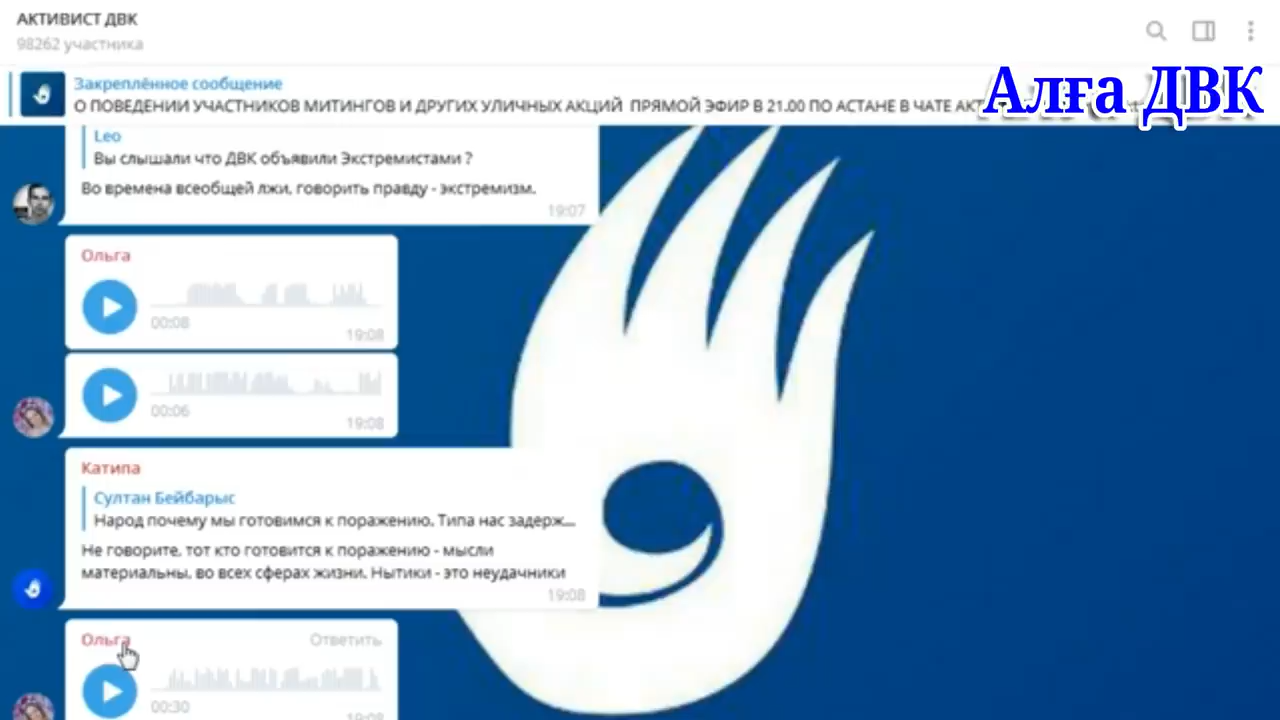 АКТИВИСТ ДВК
98262 участника
Закреплённое сообщение
О ПОВЕДЕНИИ УЧАСТНИКОВ МИТИНГОВ И ДРУГИХ УЛИЧНЫХ АКЦИЙ ПРЯМОЙ ЭФИР В 21.00 ПО АСТАНЕ В ЧАТЕ
Алға ДВК
Leo
Вы слышали что ДВК объявили Экстремистами ?
Во времена всеобщей лжи, говорить правду - экстремизм.
19:07
Ольга
00:08
19:08
00:06
19:08
Катипа
Султан Бейбарыс
Народ почему мы готовимся к поражению. Типа нас задерж...
Не говорите, тот кто готовится к поражению - мысли
материальны, во всех сферах жизни. Нытики - это неудачники
19:08
Ольга
Ответить
00:30
19:08